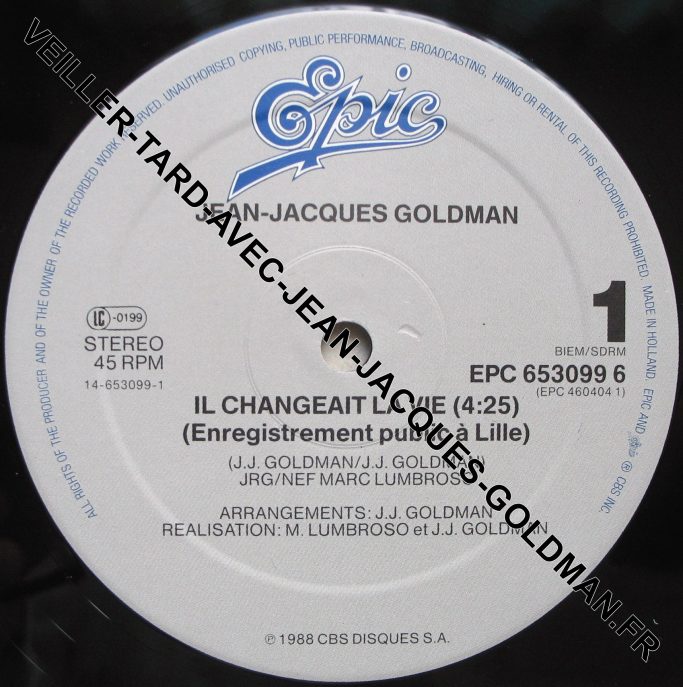 ALL RIGHTS OF THE PRODUCER AND OF THE OWNER OF THE RECORDED WORK RESERVED. UNAUTHORISED COPYING, PUBLIC PERFORMANCE, BROADCASTING, HIRING OR RENTAL OF THIS RECORDING PROHIBITED. MADE IN HOLLAND. EPIC AND Epic ® CBS INC.
Epic
JEAN-JACQUES GOLDMAN
LC-0199
STEREO
45 RPM
14-653099-1
1
BIEM/SDRM
EPC 653099 6
(EPC 460404 1)
IL CHANGEAIT LA VIE (4:25)
(Enregistrement public à Lille)
(J.J. GOLDMAN/J.J. GOLDMAN)
JRG/NEF MARC LUMBROSO
ARRANGEMENTS: J.J. GOLDMAN
REALISATION: M. LUMBROSO et J.J. GOLDMAN
℗ 1988 CBS DISQUES S.A.
VEILLER-TARD-AVEC-JEAN-JACQUES-GOLDMAN.FR